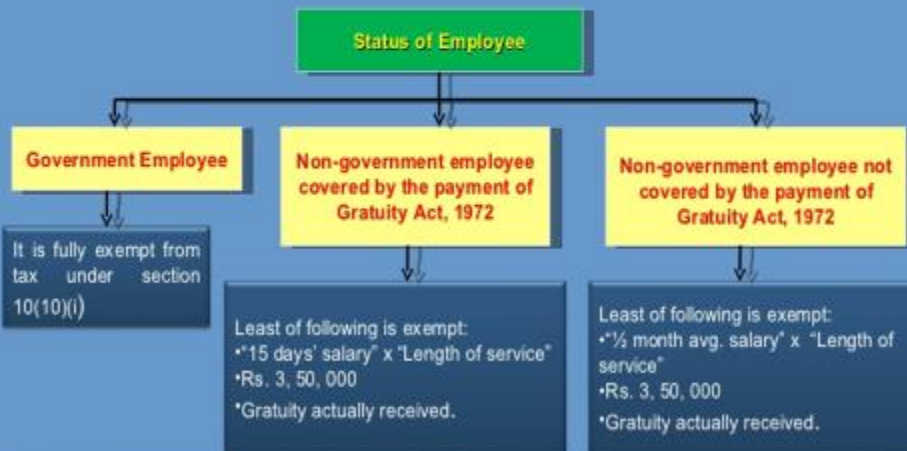 Status of Employee
Government Employee
It is fully exempt from
tax under section
10(10)(i)
Non-government employee
covered by the payment of
Gratuity Act, 1972
Least of following is exempt:
•"15 days' salary" x "Length of service"
•Rs. 3, 50, 000
•Gratuity actually received.
Non-government employee not
covered by the payment of
Gratuity Act, 1972
Least of following is exempt:
•"½ month avg. salary" x "Length of
service"
•Rs. 3, 50, 000
•Gratuity actually received.